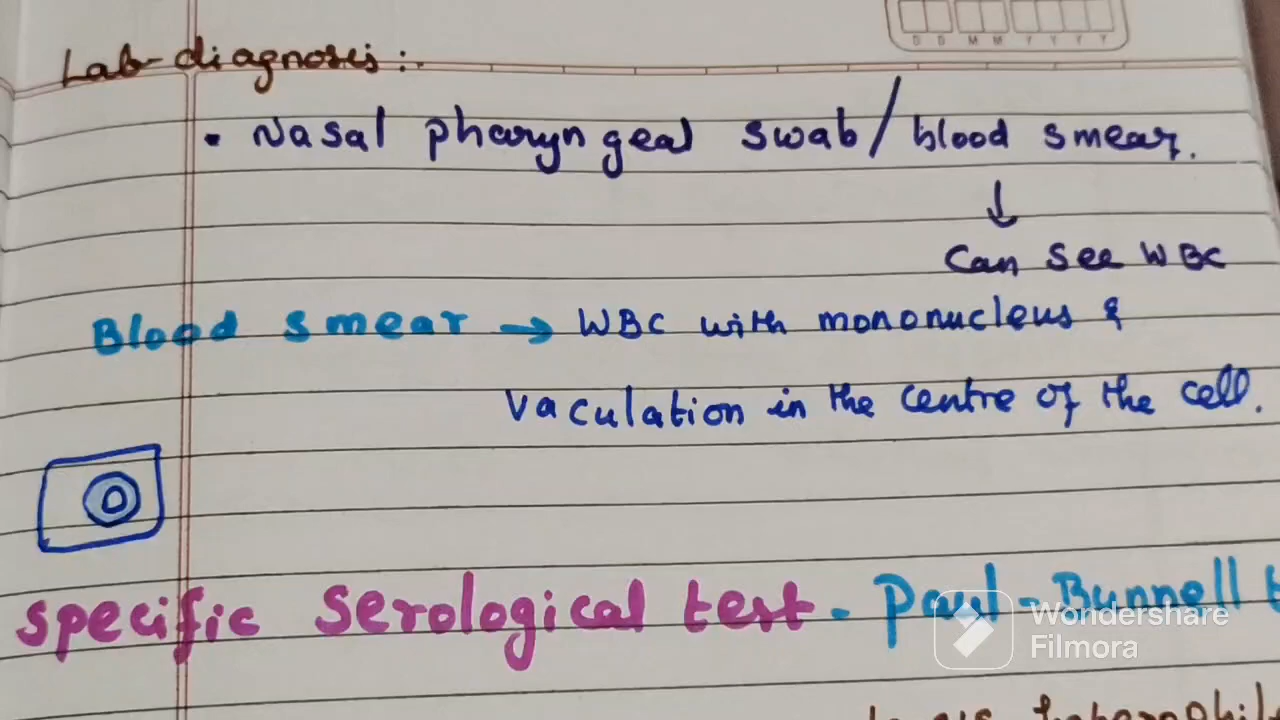 D D M M Y Y Y Y
Lab-diagnosis :-
• Nasal pharyngeal swab / blood smear.
↓
Can see WBC
Blood smear → WBC with mononucleus &
vaculation in the centre of the cell.
specific serological test - Paul - Bunnell t
Wondershare
Filmora